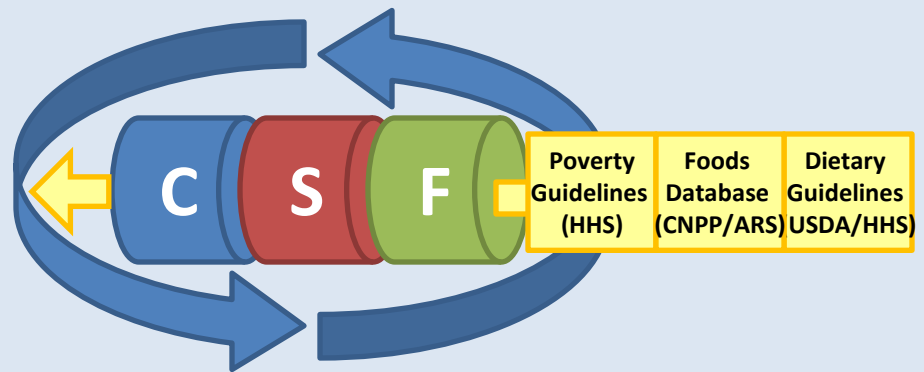 C S F
Poverty
Guidelines
(HHS)
Foods
Database
(CNPP/ARS)
Dietary
Guidelines
USDA/HHS)